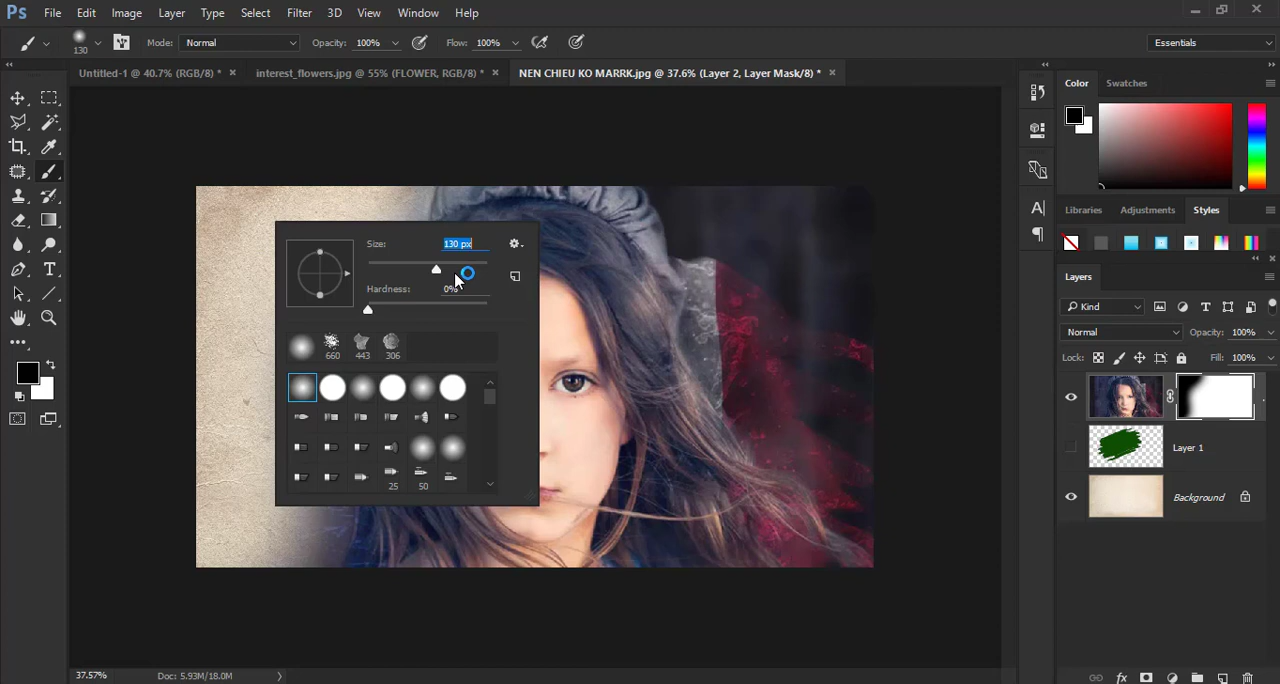 Ps File Edit Image Layer Type Select Filter 3D View Window Help
130 Mode: Normal Opacity: 100% Flow: 100% Essentials
Untitled-1 @ 40.7% (RGB/8) * interest_flowers.jpg @ 55% (FLOWER, RGB/8) * NEN CHIEU KO MARRK.jpg @ 37.6% (Layer 2, Layer Mask/8) *
Color Swatches
Size: 130 px
Hardness: 0%
660 443 306
25 50
Libraries Adjustments Styles
Layers
Kind
Normal Opacity: 100%
Lock: Fill: 100%
Layer 1
Background
37.57% Doc: 5.93M/18.0M